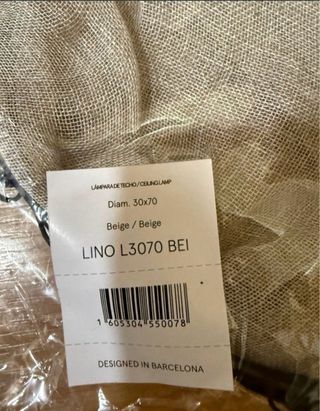 LÁMPARA DE TECHO / CEILING LAMP
Diam. 30x70
Beige / Beige
LINO L3070 BEI
1 605304 550078
DESIGNED IN BARCELONA